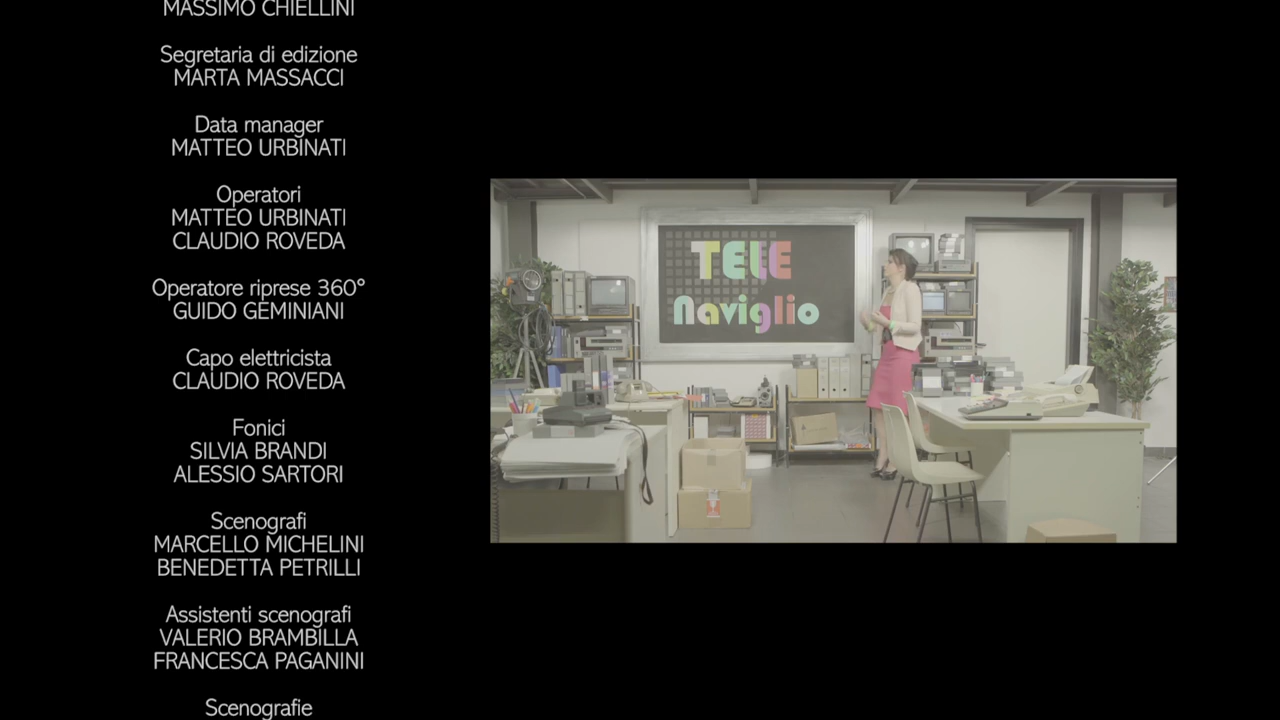 MASSIMO CHIELLINI
Segretaria di edizione
MARTA MASSACCI
Data manager
MATTEO URBINATI
Operatori
MATTEO URBINATI
CLAUDIO ROVEDA
Operatore riprese 360°
GUIDO GEMINIANI
Capo elettricista
CLAUDIO ROVEDA
Fonici
SILVIA BRANDI
ALESSIO SARTORI
Scenografi
MARCELLO MICHELINI
BENEDETTA PETRILLI
Assistenti scenografi
VALERIO BRAMBILLA
FRANCESCA PAGANINI
Scenografie
TELE
Naviglio